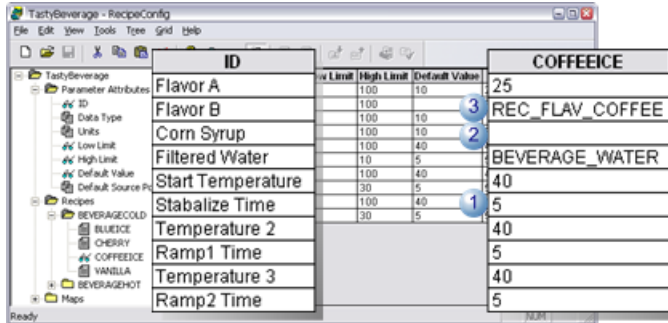 TastyBeverage - RecipeConfig
File Edit View Tools Tree Grid Help
ID
COFFEEICE
Limit High Limit Default Value
TastyBeverage
Parameter Attributes
ID
Data Type
Units
Low Limit
High Limit
Default Value
Default Source
Recipes
BEVERAGECOLD
BLUEICE
CHERRY
COFFEEICE
VANILLA
BEVERAGEHOT
Maps
Flavor A
Flavor B
Corn Syrup
Filtered Water
Start Temperature
Stabalize Time
Temperature 2
Ramp1 Time
Temperature 3
Ramp2 Time
100 10
100
100 10
100 10
100 40
10 5
100 40
30 5
100 40
30 5
3
2
1
25
REC_FLAV_COFFEE
BEVERAGE_WATER
40
5
40
5
40
5
Ready
NUM